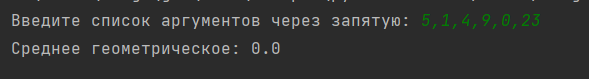 Введите список аргументов через запятую: 5,1,4,9,0,23
Среднее геометрическое: 0.0